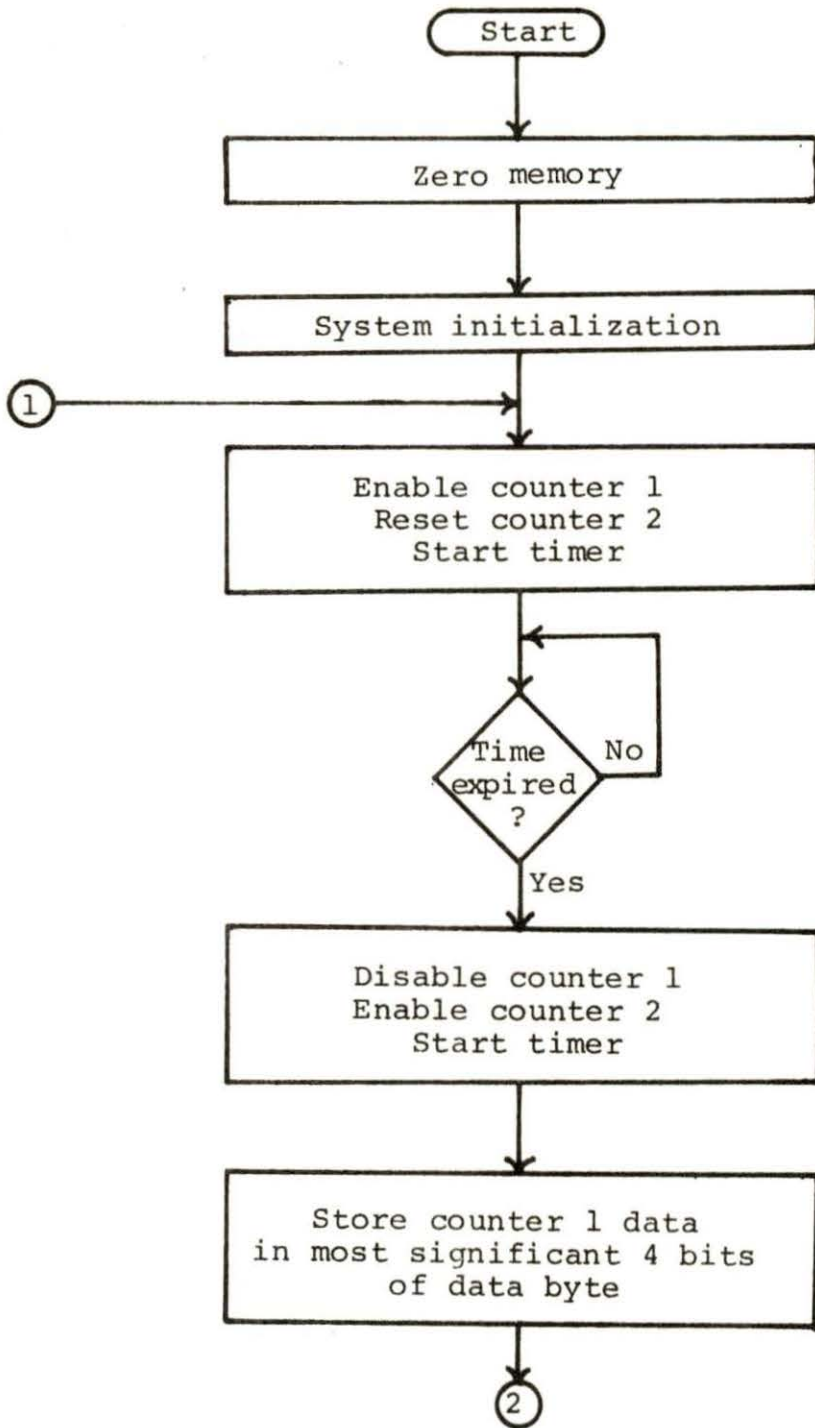 Start
Zero memory
System initialization
1
Enable counter 1
Reset counter 2
Start timer
Time
expired
?
No
Yes
Disable counter 1
Enable counter 2
Start timer
Store counter 1 data
in most significant 4 bits
of data byte
2